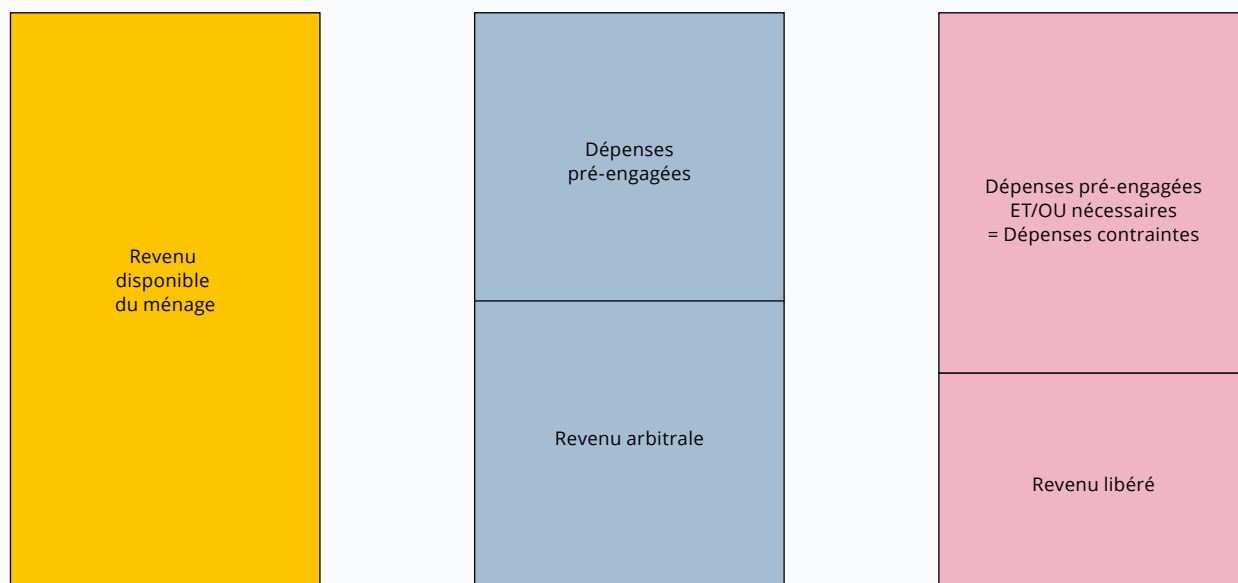 Revenu
disponible
du ménage
Dépenses
pré-engagées
Revenu arbitrale
Dépenses pré-engagées
ET/OU nécessaires
= Dépenses contraintes
Revenu libéré